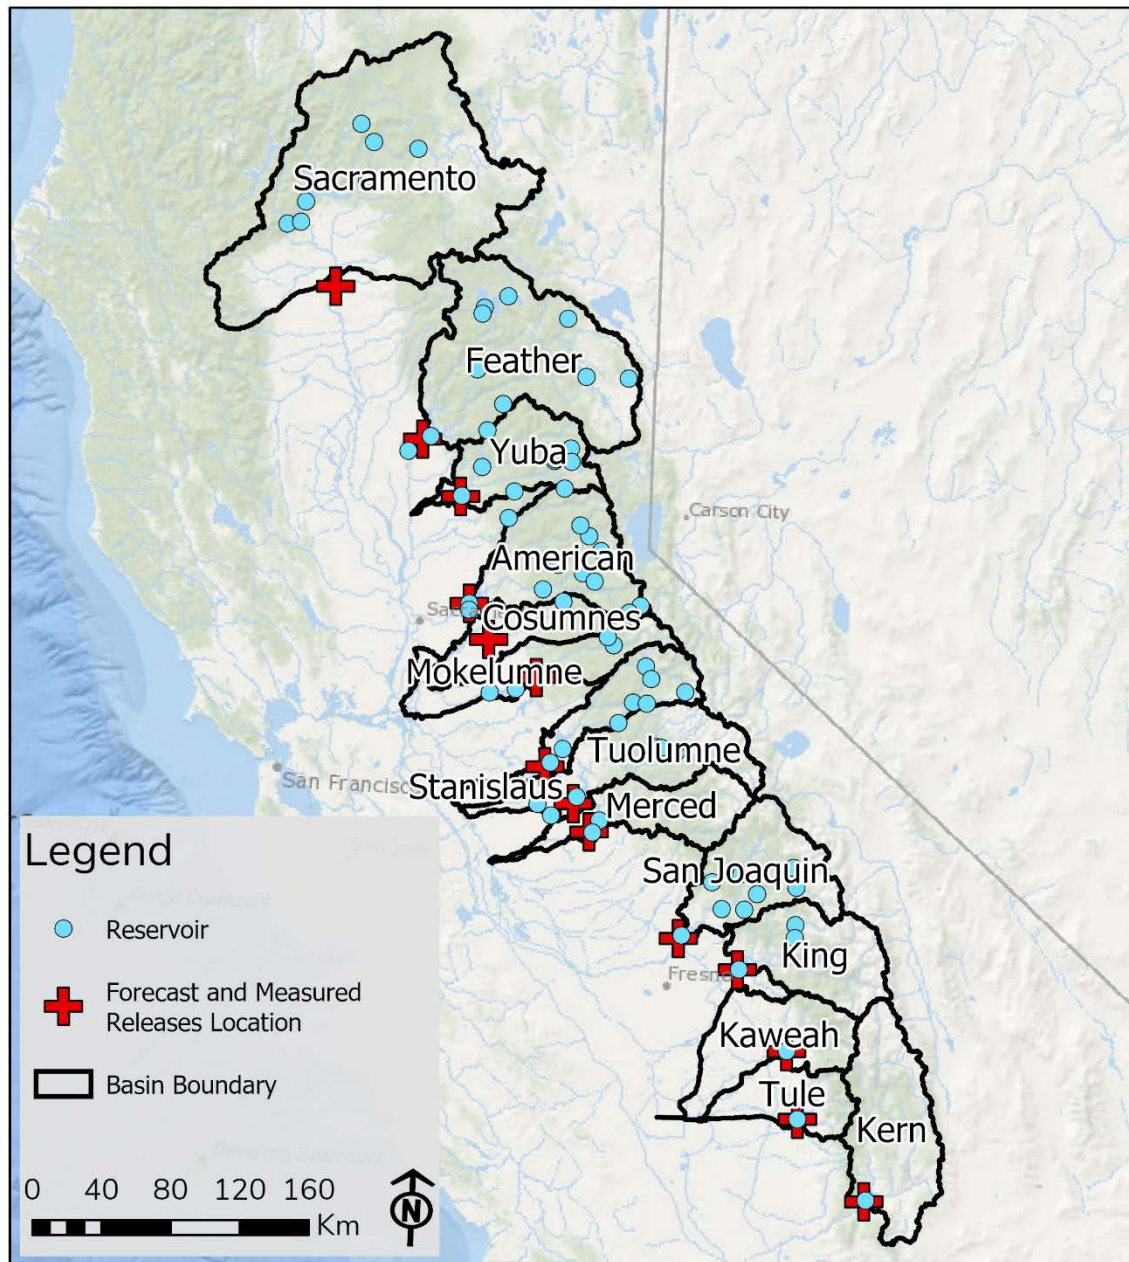 Sacramento
Feather
Yuba
Carson City
American
Cosumnes
Mokelumne
Tuolumne
San Francisco
Stanislaus
Merced
San Joaquin
King
Fresno
Kaweah
Tule
Kern
Legend
Reservoir
Forecast and Measured
Releases Location
Basin Boundary
0 40 80 120 160
Km
N